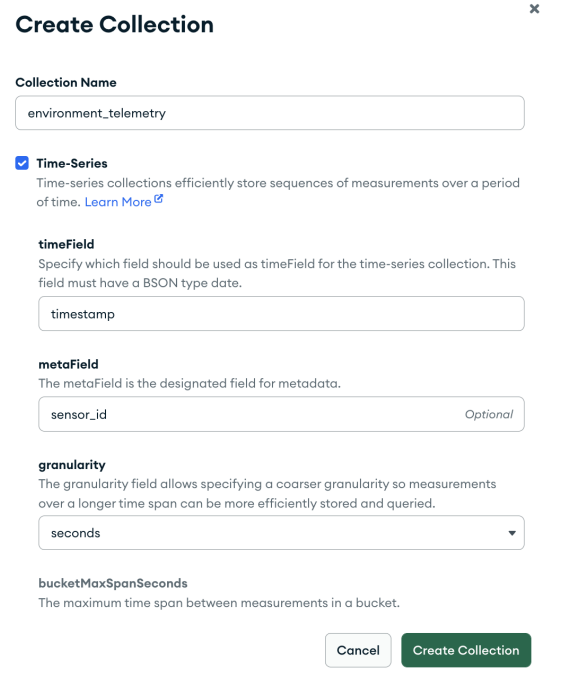 Create Collection
Collection Name
environment_telemetry
Time-Series
Time-series collections efficiently store sequences of measurements over a period
of time. Learn More
timeField
Specify which field should be used as timeField for the time-series collection. This
field must have a BSON type date.
timestamp
metaField
The metaField is the designated field for metadata.
sensor_id Optional
granularity
The granularity field allows specifying a coarser granularity so measurements
over a longer time span can be more efficiently stored and queried.
seconds
bucketMaxSpanSeconds
The maximum time span between measurements in a bucket.
Cancel Create Collection